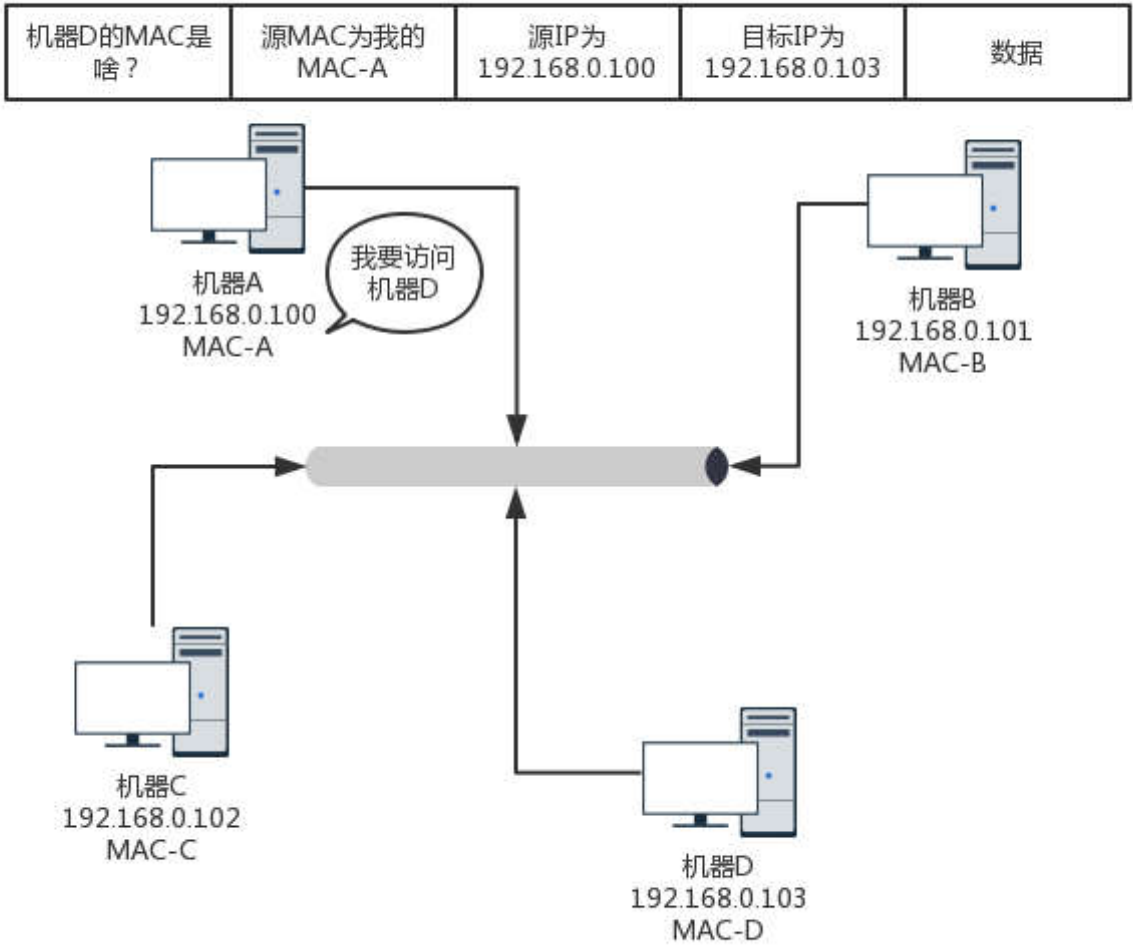 机器D的MAC是
啥？
源MAC为我的
MAC-A
源IP为
192.168.0.100
目标IP为
192.168.0.103
数据
我要访问
机器D
机器A
192.168.0.100
MAC-A
机器B
192.168.0.101
MAC-B
机器C
192.168.0.102
MAC-C
机器D
192.168.0.103
MAC-D